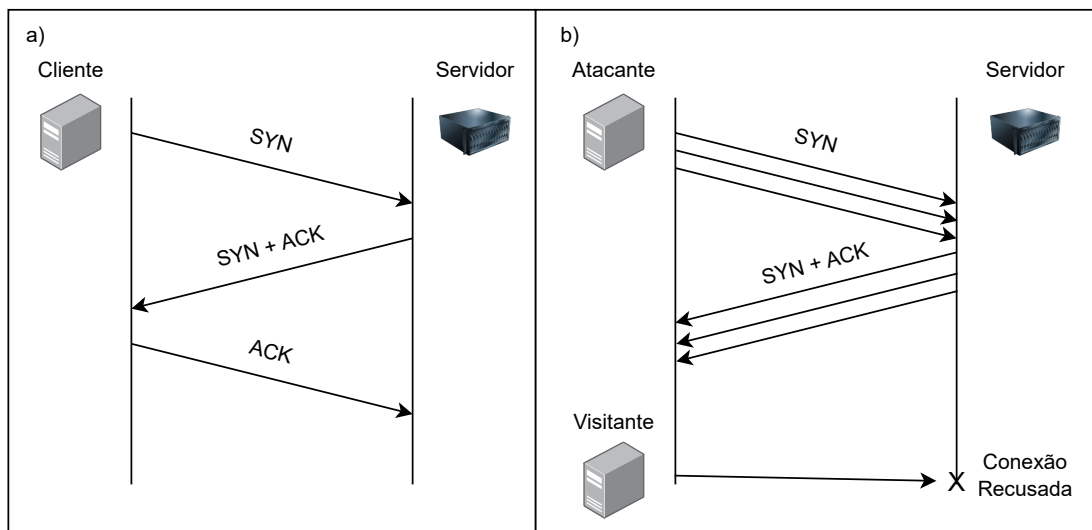 a)
Cliente
Servidor
SYN
SYN + ACK
ACK
b)
Atacante
Servidor
SYN
SYN + ACK
Visitante
X
Conexão
Recusada